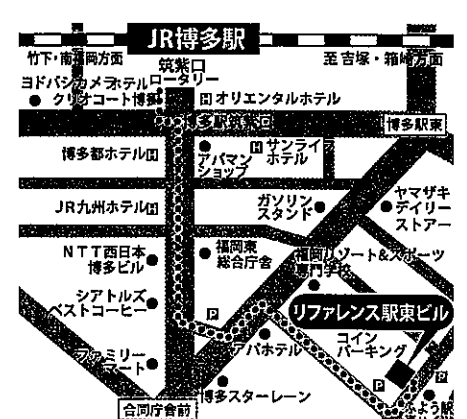 JR博多駅
竹下・南福岡方面
筑紫口
ロータリー
至吉塚・箱崎方面
ヨドバシカメラ
ホテル
クリオコート博多
H オリエンタルホテル
博多駅筑紫口
博多駅東
博多都ホテル H
アパマン
ショップ
H サンライフ
ホテル
JR九州ホテル H
ガソリン
スタンド
ヤマザキ
デイリー
ストアー
NTT西日本
博多ビル
福岡東
総合庁舎
福岡リゾート&スポーツ
専門学校
シアトルズ
ベストコーヒー
P
リファレンス駅東ビル
ファミリー
マート
アパホテル
コイン
パーキング
P
P
博多スターレーン
合同庁舎前